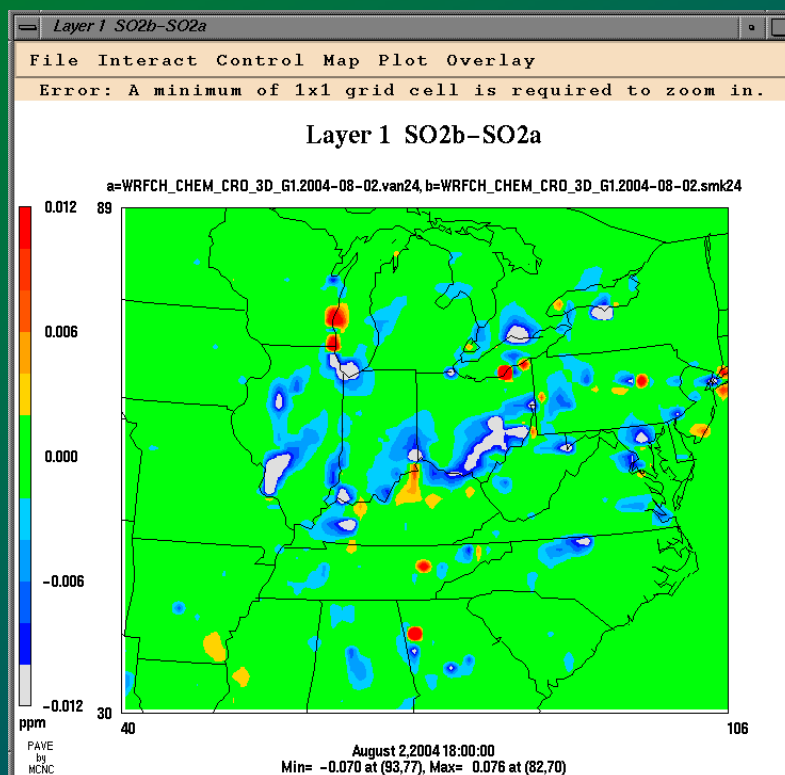 Layer 1 SO2b-SO2a
File Interact Control Map Plot Overlay
Error: A minimum of 1x1 grid cell is required to zoom in.
Layer 1 SO2b-SO2a
a=WRFCH_CHEM_CRO_3D_G1.2004-08-02.van24, b=WRFCH_CHEM_CRO_3D_G1.2004-08-02.smk24
0.012
0.006
0.000
-0.006
-0.012
ppm
89
30
40
106
PAVE
by
MCNC
August 2,2004 18:00:00
Min= -0.070 at (93,77), Max= 0.076 at (82,70)